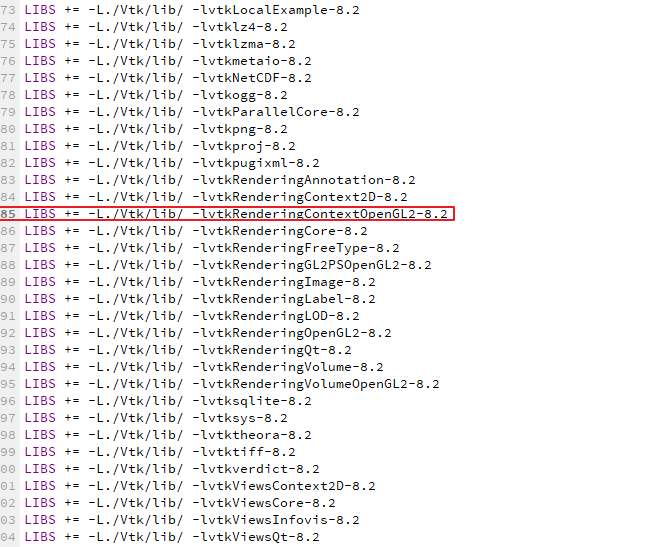 73 LIBS += -L./Vtk/lib/ -lvtkLocalExample-8.2
74 LIBS += -L./Vtk/lib/ -lvtklz4-8.2
75 LIBS += -L./Vtk/lib/ -lvtklzma-8.2
76 LIBS += -L./Vtk/lib/ -lvtkmetaio-8.2
77 LIBS += -L./Vtk/lib/ -lvtkNetCDF-8.2
78 LIBS += -L./Vtk/lib/ -lvtkogg-8.2
79 LIBS += -L./Vtk/lib/ -lvtkParallelCore-8.2
80 LIBS += -L./Vtk/lib/ -lvtkpng-8.2
81 LIBS += -L./Vtk/lib/ -lvtkproj-8.2
82 LIBS += -L./Vtk/lib/ -lvtkpugixml-8.2
83 LIBS += -L./Vtk/lib/ -lvtkRenderingAnnotation-8.2
84 LIBS += -L./Vtk/lib/ -lvtkRenderingContext2D-8.2
85 LIBS += -L./Vtk/lib/ -lvtkRenderingContextOpenGL2-8.2
86 LIBS += -L./Vtk/lib/ -lvtkRenderingCore-8.2
87 LIBS += -L./Vtk/lib/ -lvtkRenderingFreeType-8.2
88 LIBS += -L./Vtk/lib/ -lvtkRenderingGL2PSOpenGL2-8.2
89 LIBS += -L./Vtk/lib/ -lvtkRenderingImage-8.2
90 LIBS += -L./Vtk/lib/ -lvtkRenderingLabel-8.2
91 LIBS += -L./Vtk/lib/ -lvtkRenderingLOD-8.2
92 LIBS += -L./Vtk/lib/ -lvtkRenderingOpenGL2-8.2
93 LIBS += -L./Vtk/lib/ -lvtkRenderingQt-8.2
94 LIBS += -L./Vtk/lib/ -lvtkRenderingVolume-8.2
95 LIBS += -L./Vtk/lib/ -lvtkRenderingVolumeOpenGL2-8.2
96 LIBS += -L./Vtk/lib/ -lvtksqlite-8.2
97 LIBS += -L./Vtk/lib/ -lvtksys-8.2
98 LIBS += -L./Vtk/lib/ -lvtktheora-8.2
99 LIBS += -L./Vtk/lib/ -lvtktiff-8.2
00 LIBS += -L./Vtk/lib/ -lvtkverdict-8.2
01 LIBS += -L./Vtk/lib/ -lvtkViewsContext2D-8.2
02 LIBS += -L./Vtk/lib/ -lvtkViewsCore-8.2
03 LIBS += -L./Vtk/lib/ -lvtkViewsInfovis-8.2
04 LIBS += -L./Vtk/lib/ -lvtkViewsQt-8.2